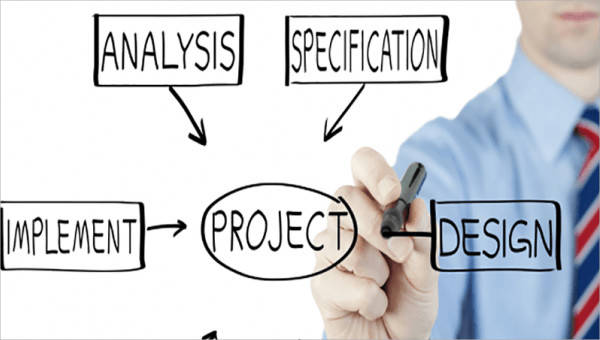 ANALYSIS
SPECIFICATION
IMPLEMENT
PROJECT
DESIGN